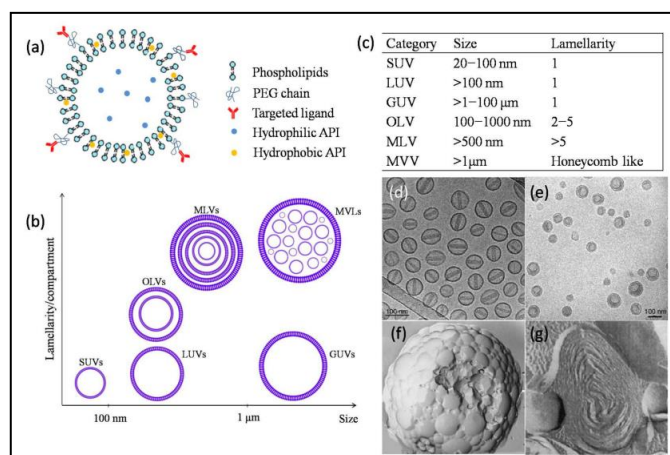 (a)
Phospholipids
PEG chain
Targeted ligand
Hydrophilic API
Hydrophobic API
(b)
Lamellarity/compartment
MLVs
MVLs
OLVs
SUVs
LUVs
GUVs
100 nm
1 μm
Size
(c)
Category Size Lamellarity
SUV 20–100 nm 1
LUV >100 nm 1
GUV >1–100 μm 1
OLV 100–1000 nm 2–5
MLV >500 nm >5
MVV >1μm Honeycomb like
(d)
100 nm
(e)
100 nm
(f)
(g)